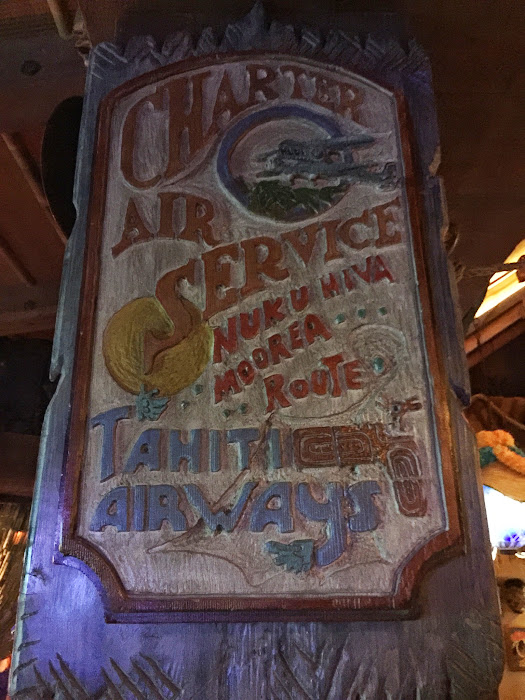 CHARTER
AIR
SERVICE
NUKU HIVA
MOOREA
ROUTE
TAHITI
AIRWAYS